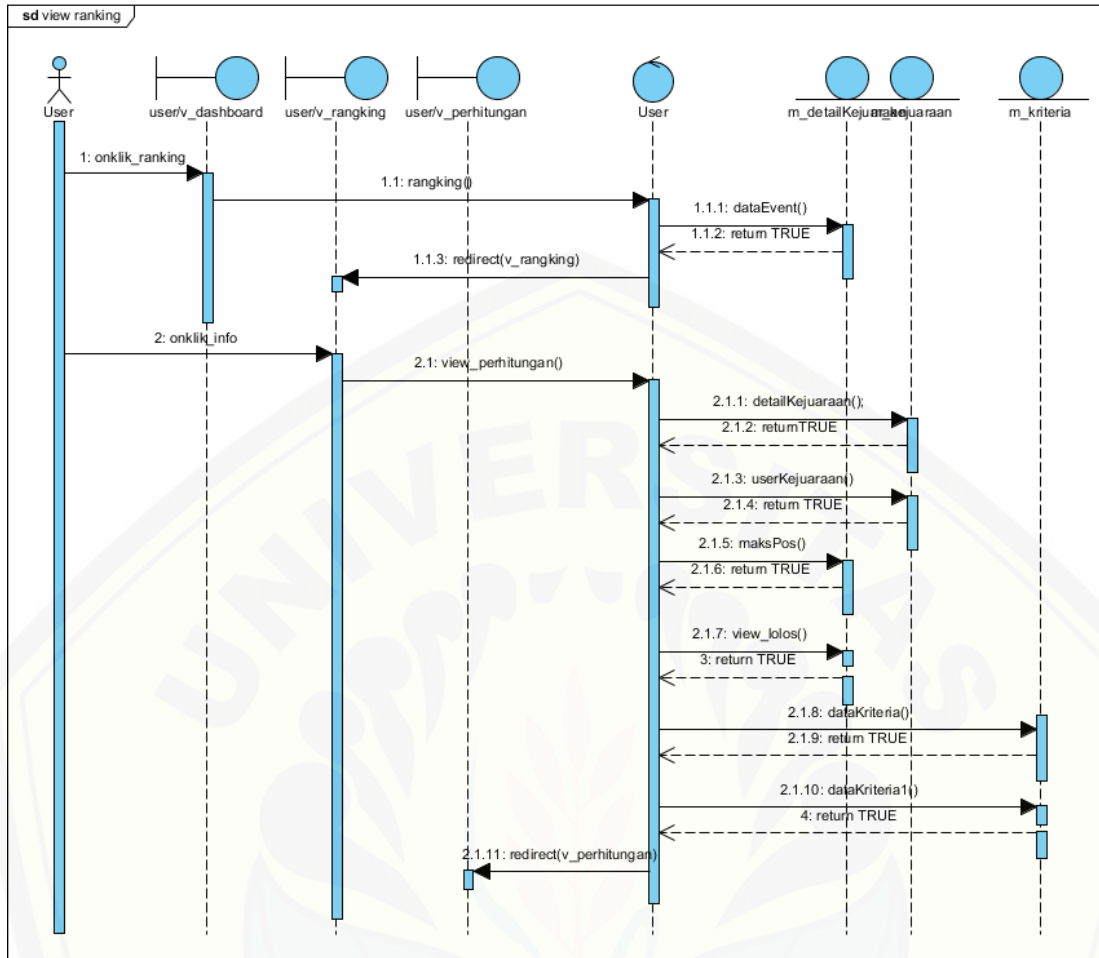 sd view ranking
User
user/v_dashboard
user/v_rangking
user/v_perhitungan
User
m_detailKejuaraan
m_kejuaraan
m_kriteria
1: onklik_ranking
1.1: rangking()
1.1.1: dataEvent()
1.1.2: return TRUE
1.1.3: redirect(v_rangking)
2: onklik_info
2.1: view_perhitungan()
2.1.1: detailKejuaraan();
2.1.2: returnTRUE
2.1.3: userKejuaraan()
2.1.4: return TRUE
2.1.5: maksPos()
2.1.6: return TRUE
2.1.7: view_lolos()
3: return TRUE
2.1.8: dataKriteria()
2.1.9: return TRUE
2.1.10: dataKriteria1()
4: return TRUE
2.1.11: redirect(v_perhitungan)
UNIVERSITAS